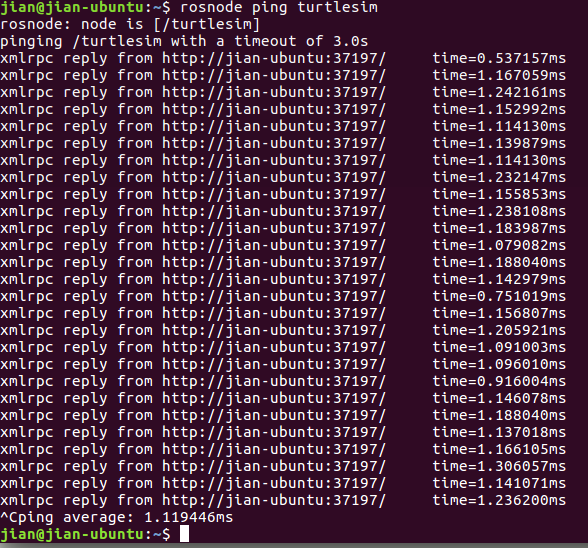 jian@jian-ubuntu:~$ rosnode ping turtlesim
rosnode: node is [/turtlesim]
pinging /turtlesim with a timeout of 3.0s
xmlrpc reply from http://jian-ubuntu:37197/     time=0.537157ms
xmlrpc reply from http://jian-ubuntu:37197/     time=1.167059ms
xmlrpc reply from http://jian-ubuntu:37197/     time=1.242161ms
xmlrpc reply from http://jian-ubuntu:37197/     time=1.152992ms
xmlrpc reply from http://jian-ubuntu:37197/     time=1.114130ms
xmlrpc reply from http://jian-ubuntu:37197/     time=1.139879ms
xmlrpc reply from http://jian-ubuntu:37197/     time=1.114130ms
xmlrpc reply from http://jian-ubuntu:37197/     time=1.232147ms
xmlrpc reply from http://jian-ubuntu:37197/     time=1.155853ms
xmlrpc reply from http://jian-ubuntu:37197/     time=1.238108ms
xmlrpc reply from http://jian-ubuntu:37197/     time=1.183987ms
xmlrpc reply from http://jian-ubuntu:37197/     time=1.079082ms
xmlrpc reply from http://jian-ubuntu:37197/     time=1.188040ms
xmlrpc reply from http://jian-ubuntu:37197/     time=1.142979ms
xmlrpc reply from http://jian-ubuntu:37197/     time=0.751019ms
xmlrpc reply from http://jian-ubuntu:37197/     time=1.156807ms
xmlrpc reply from http://jian-ubuntu:37197/     time=1.205921ms
xmlrpc reply from http://jian-ubuntu:37197/     time=1.091003ms
xmlrpc reply from http://jian-ubuntu:37197/     time=1.096010ms
xmlrpc reply from http://jian-ubuntu:37197/     time=0.916004ms
xmlrpc reply from http://jian-ubuntu:37197/     time=1.146078ms
xmlrpc reply from http://jian-ubuntu:37197/     time=1.188040ms
xmlrpc reply from http://jian-ubuntu:37197/     time=1.137018ms
xmlrpc reply from http://jian-ubuntu:37197/     time=1.166105ms
xmlrpc reply from http://jian-ubuntu:37197/     time=1.306057ms
xmlrpc reply from http://jian-ubuntu:37197/     time=1.141071ms
xmlrpc reply from http://jian-ubuntu:37197/     time=1.236200ms
^Cping average: 1.119446ms
jian@jian-ubuntu:~$